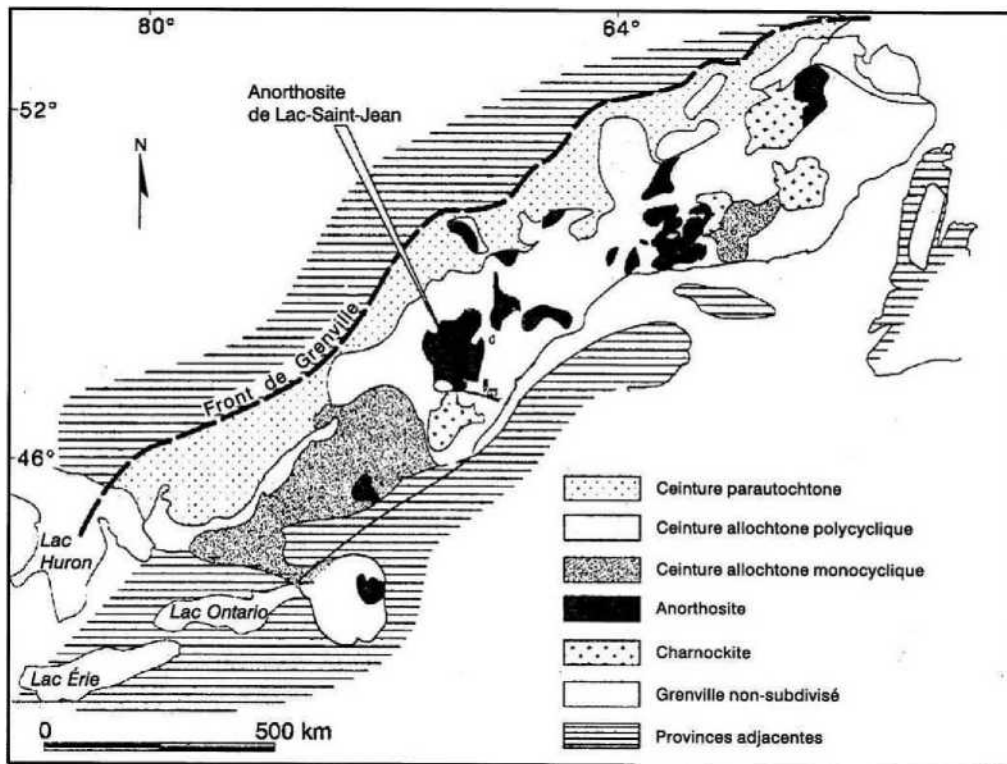 80°
64°
52°
Anorthosite
de Lac-Saint-Jean
N
Front de Grenville
46°
Lac
Huron
Lac Ontario
Lac Érie
0 500 km
Ceinture parautochtone
Ceinture allochtone polycyclique
Ceinture allochtone monocyclique
Anorthosite
Charnockite
Grenville non-subdivisé
Provinces adjacentes